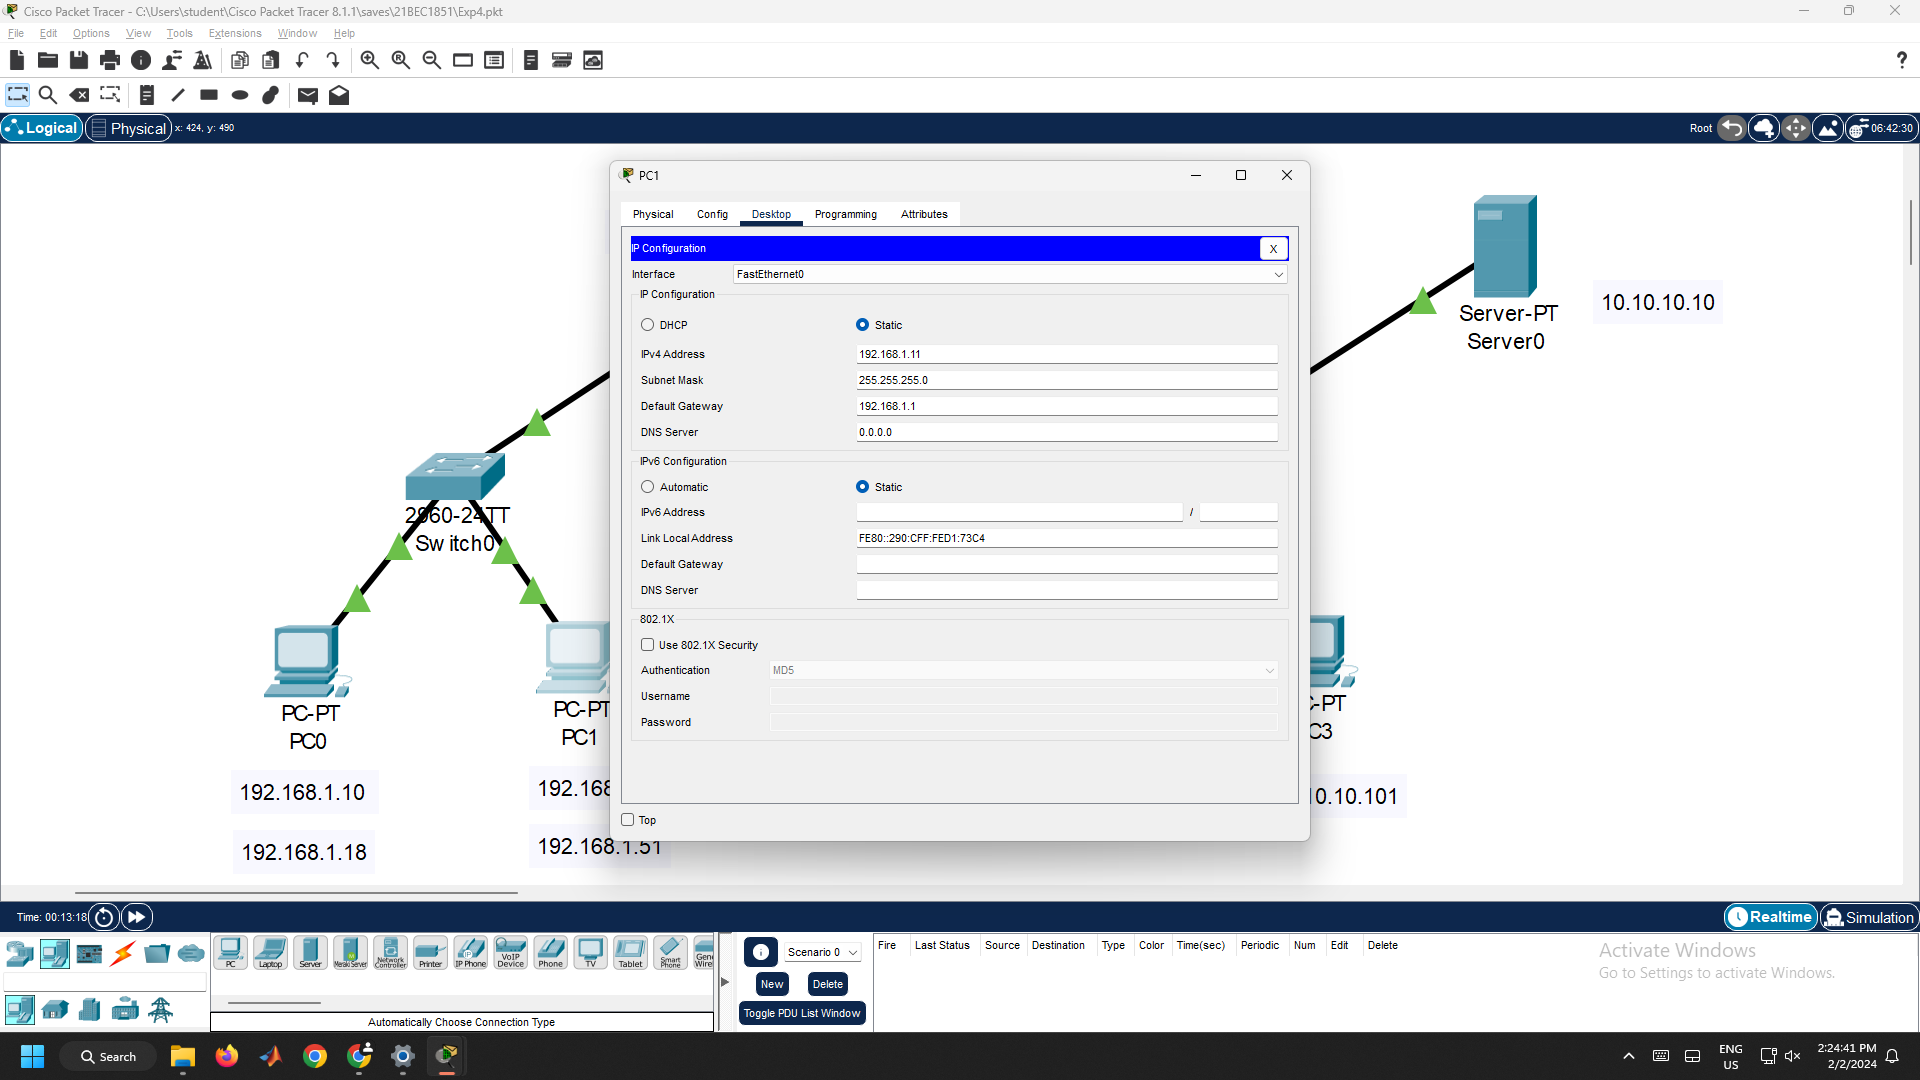 Cisco Packet Tracer - C:\Users\student\Cisco Packet Tracer 8.1.1\saves\21BEC1851\Exp4.pkt
File Edit Options View Tools Extensions Window Help
?
Logical Physical x: 424, y: 490 Root 06:42:30
PC1
Physical Config Desktop Programming Attributes
IP Configuration X
Interface FastEthernet0
IP Configuration
DHCP Static
IPv4 Address 192.168.1.11
Subnet Mask 255.255.255.0
Default Gateway 192.168.1.1
DNS Server 0.0.0.0
IPv6 Configuration
Automatic Static
IPv6 Address /
Link Local Address FE80::290:CFF:FED1:73C4
Default Gateway
DNS Server
802.1X
Use 802.1X Security
Authentication MD5
Username
Password
Top
Server-PT
Server0
10.10.10.10
2960-24TT
Switch0
PC-PT
PC0
PC-PT
PC1
-PT
C3
192.168.1.10
192.168
0.10.101
192.168.1.18
192.168.1.51
Time: 00:13:18 Realtime Simulation
PC Laptop Server Meraki Server Network Controller Printer IP Phone VoIP Device Phone TV Tablet Smart Phone
Automatically Choose Connection Type
Scenario 0
New Delete
Toggle PDU List Window
Fire Last Status Source Destination Type Color Time(sec) Periodic Num Edit Delete
Activate Windows
Go to Settings to activate Windows.
Search
ENG
US
2:24:41 PM
2/2/2024